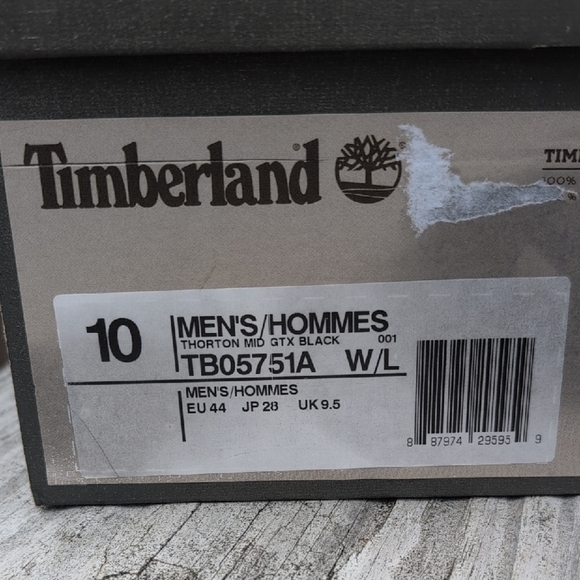 Timberland®
100%
%
10
MEN'S/HOMMES
THORTON MID GTX BLACK 001
TB05751A W/L
MEN'S/HOMMES
EU 44 JP 28 UK 9.5
8 87974 29595 9